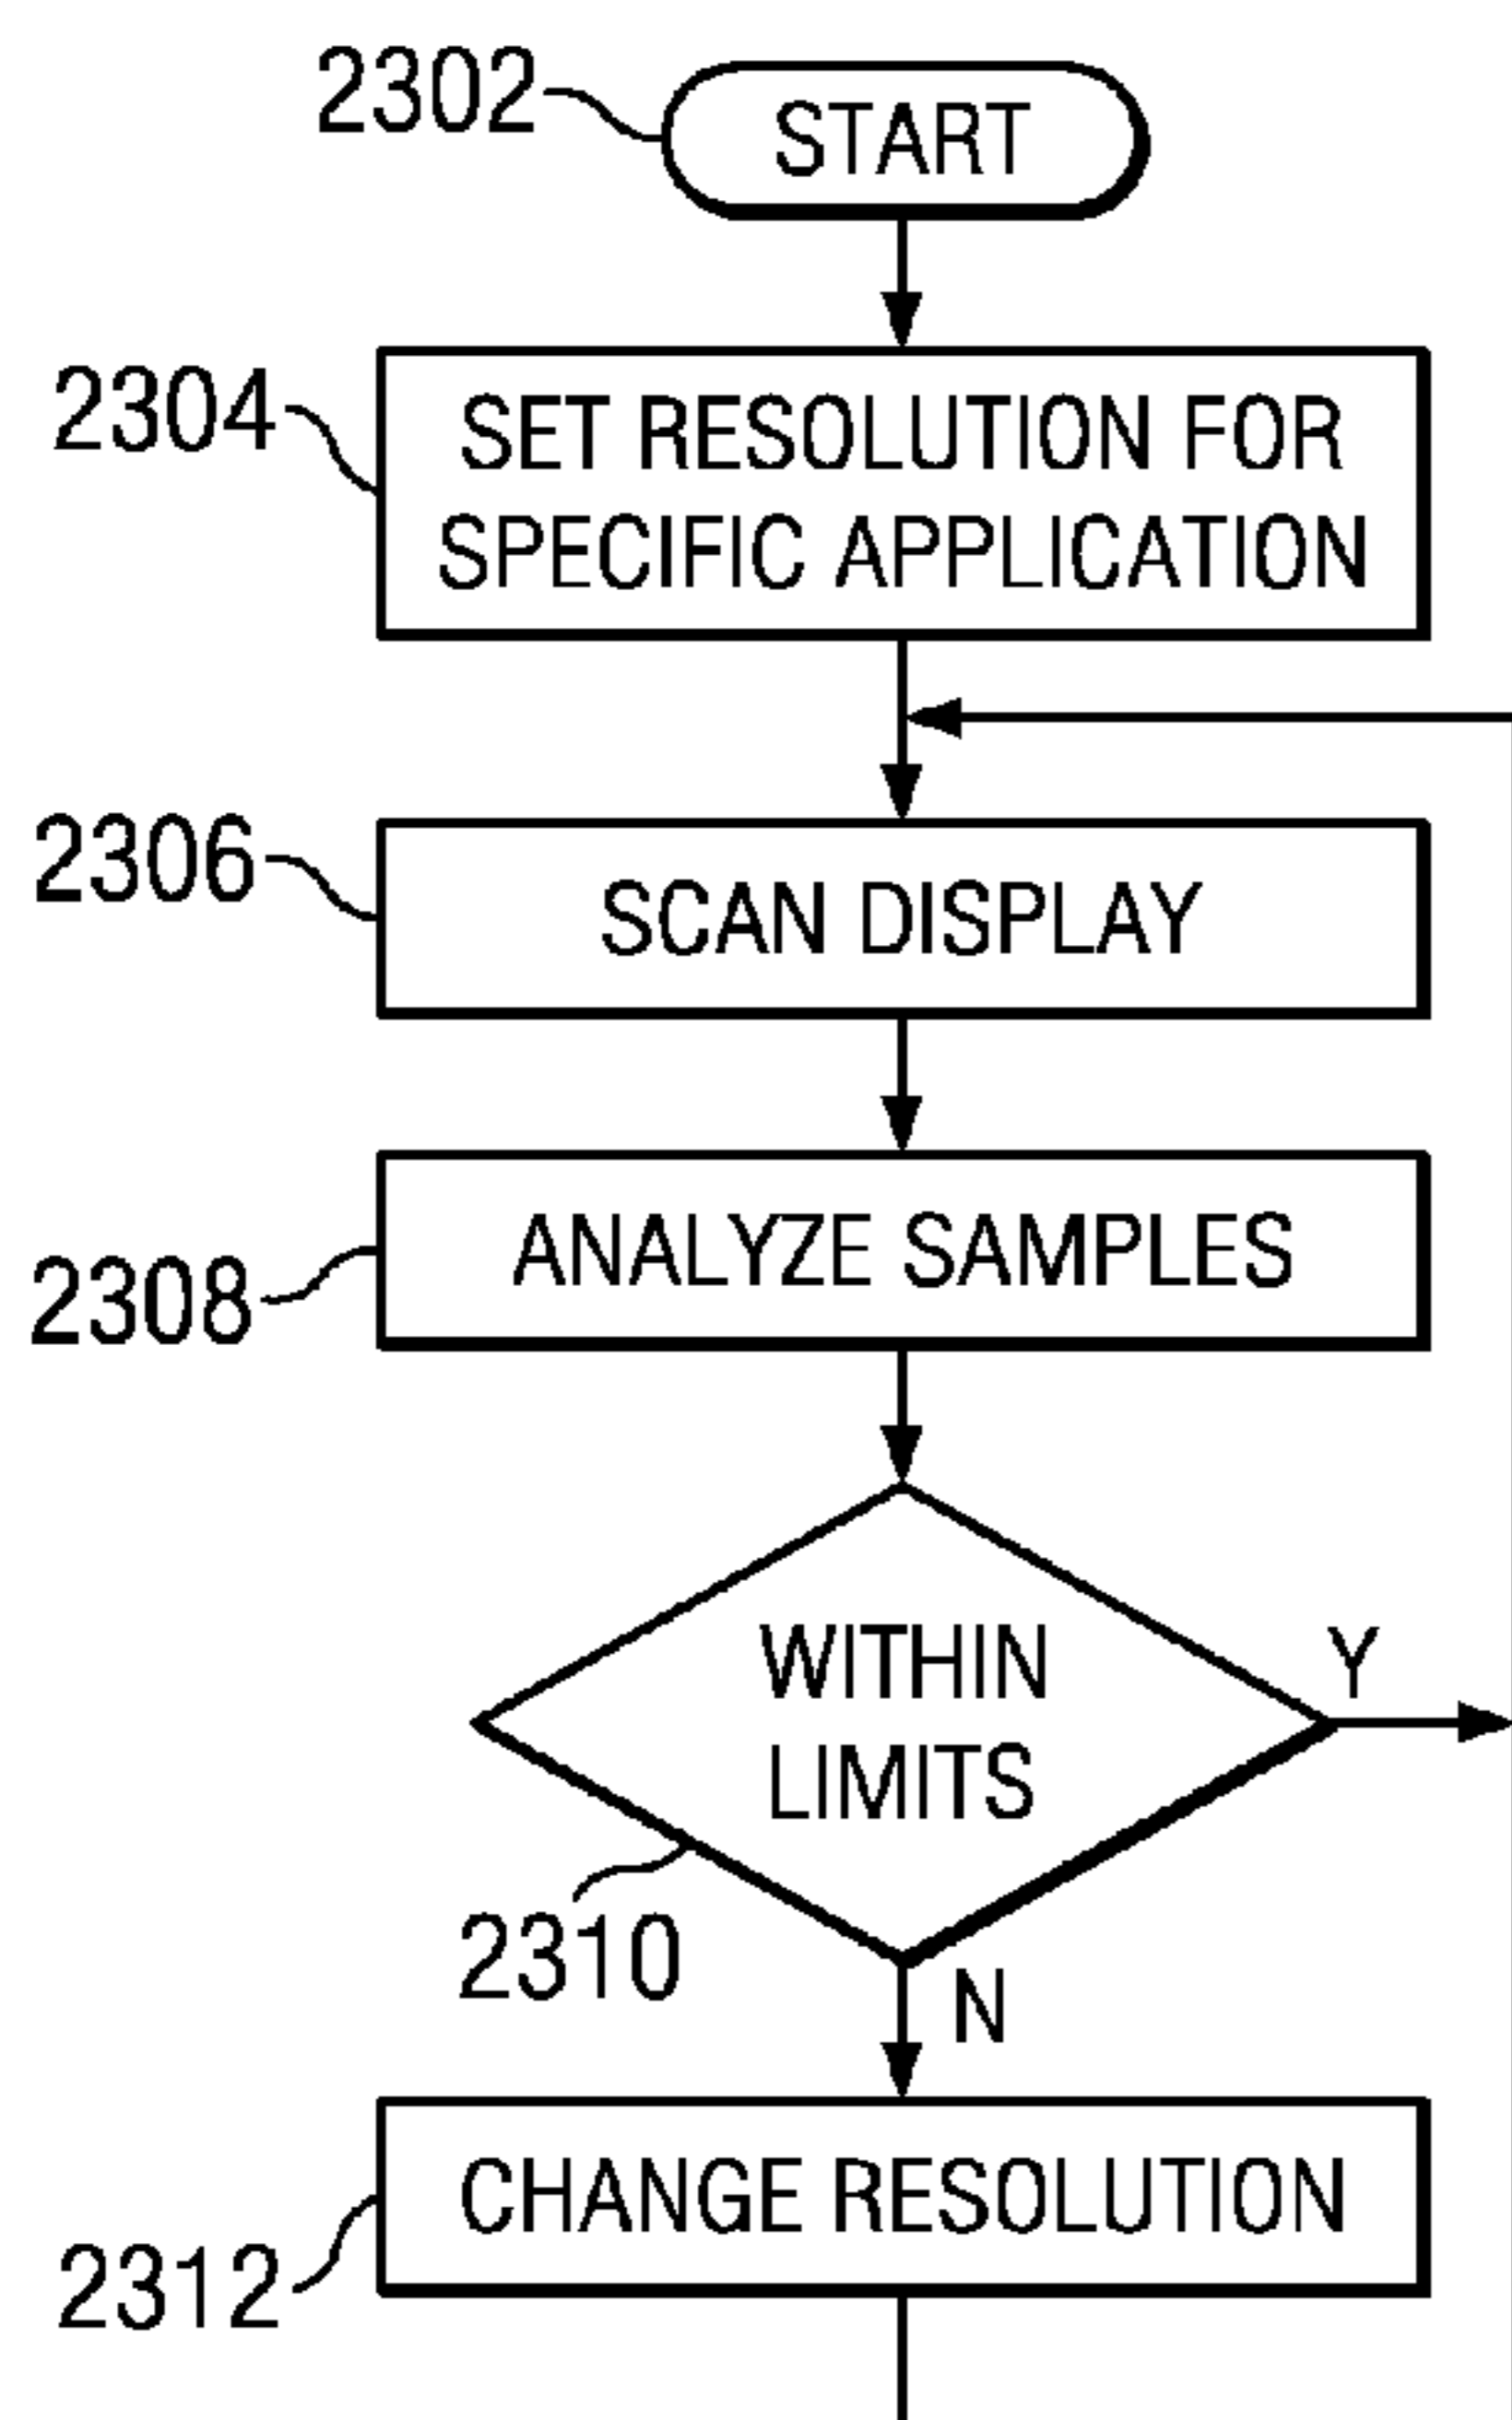 2302
START
2304
SET RESOLUTION FOR
SPECIFIC APPLICATION
2306
SCAN DISPLAY
2308
ANALYZE SAMPLES
WITHIN
LIMITS
Y
2310
N
CHANGE RESOLUTION
2312